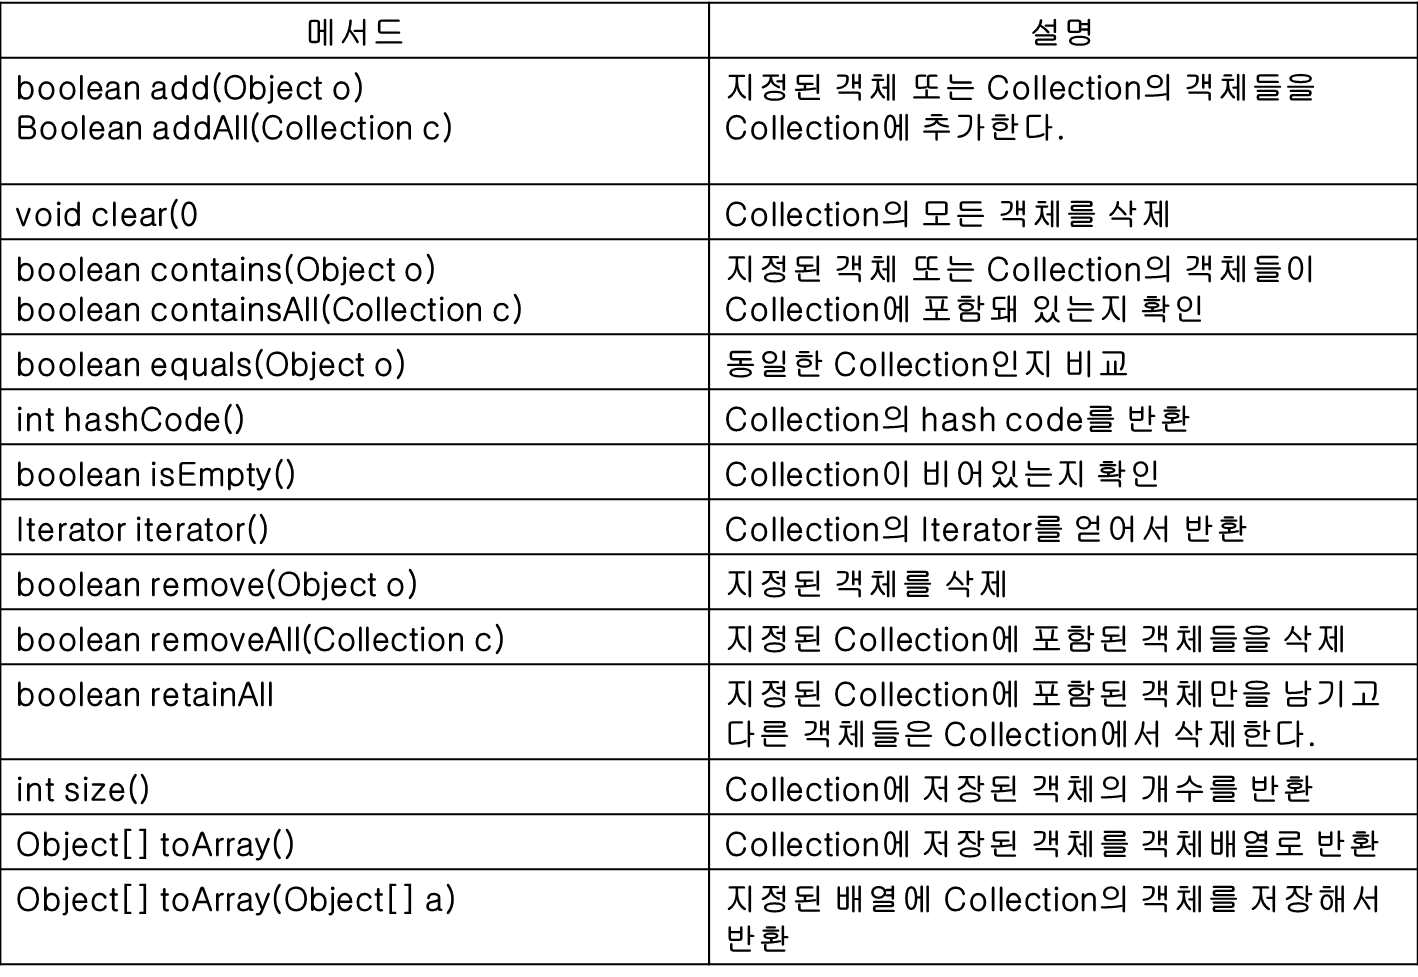 메서드
설명
boolean add(Object o)
Boolean addAll(Collection c)
지정된 객체 또는 Collection의 객체들을
Collection에 추가한다.
void clear(0
Collection의 모든 객체를 삭제
boolean contains(Object o)
boolean containsAll(Collection c)
지정된 객체 또는 Collection의 객체들이
Collection에 포함돼 있는지 확인
boolean equals(Object o)
동일한 Collection인지 비교
int hashCode()
Collection의 hash code를 반환
boolean isEmpty()
Collection이 비어있는지 확인
Iterator iterator()
Collection의 Iterator를 얻어서 반환
boolean remove(Object o)
지정된 객체를 삭제
boolean removeAll(Collection c)
지정된 Collection에 포함된 객체들을 삭제
boolean retainAll
지정된 Collection에 포함된 객체만을 남기고
다른 객체들은 Collection에서 삭제한다.
int size()
Collection에 저장된 객체의 개수를 반환
Object[] toArray()
Collection에 저장된 객체를 객체배열로 반환
Object[] toArray(Object[] a)
지정된 배열에 Collection의 객체를 저장해서
반환